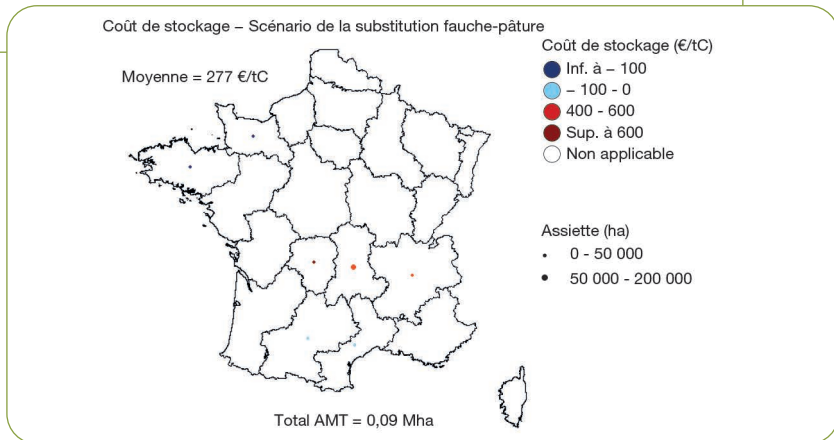 Coût de stockage – Scénario de la substitution fauche-pâture
Moyenne = 277 €/tC
Coût de stockage (€/tC)
Inf. à – 100
– 100 - 0
400 - 600
Sup. à 600
Non applicable
Assiette (ha)
0 - 50 000
50 000 - 200 000
Total AMT = 0,09 Mha